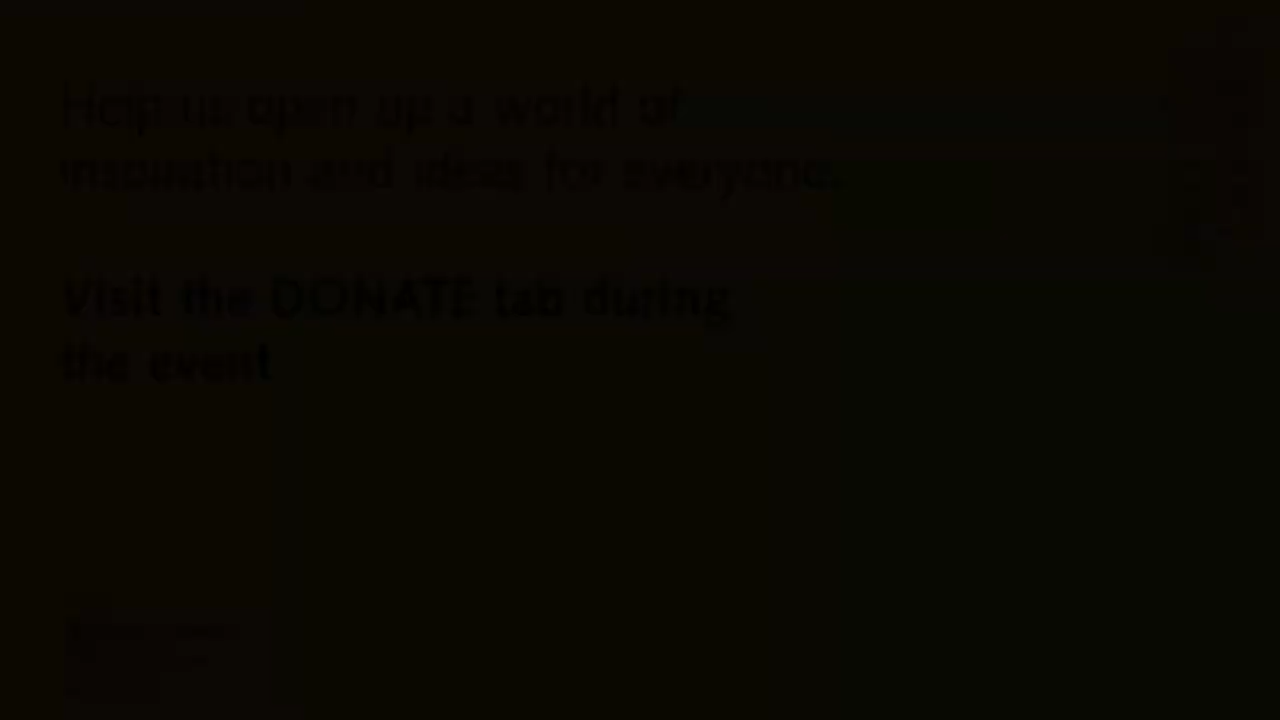 Help us open up a world of
inspiration and ideas for everyone.
Visit the DONATE tab during
the event